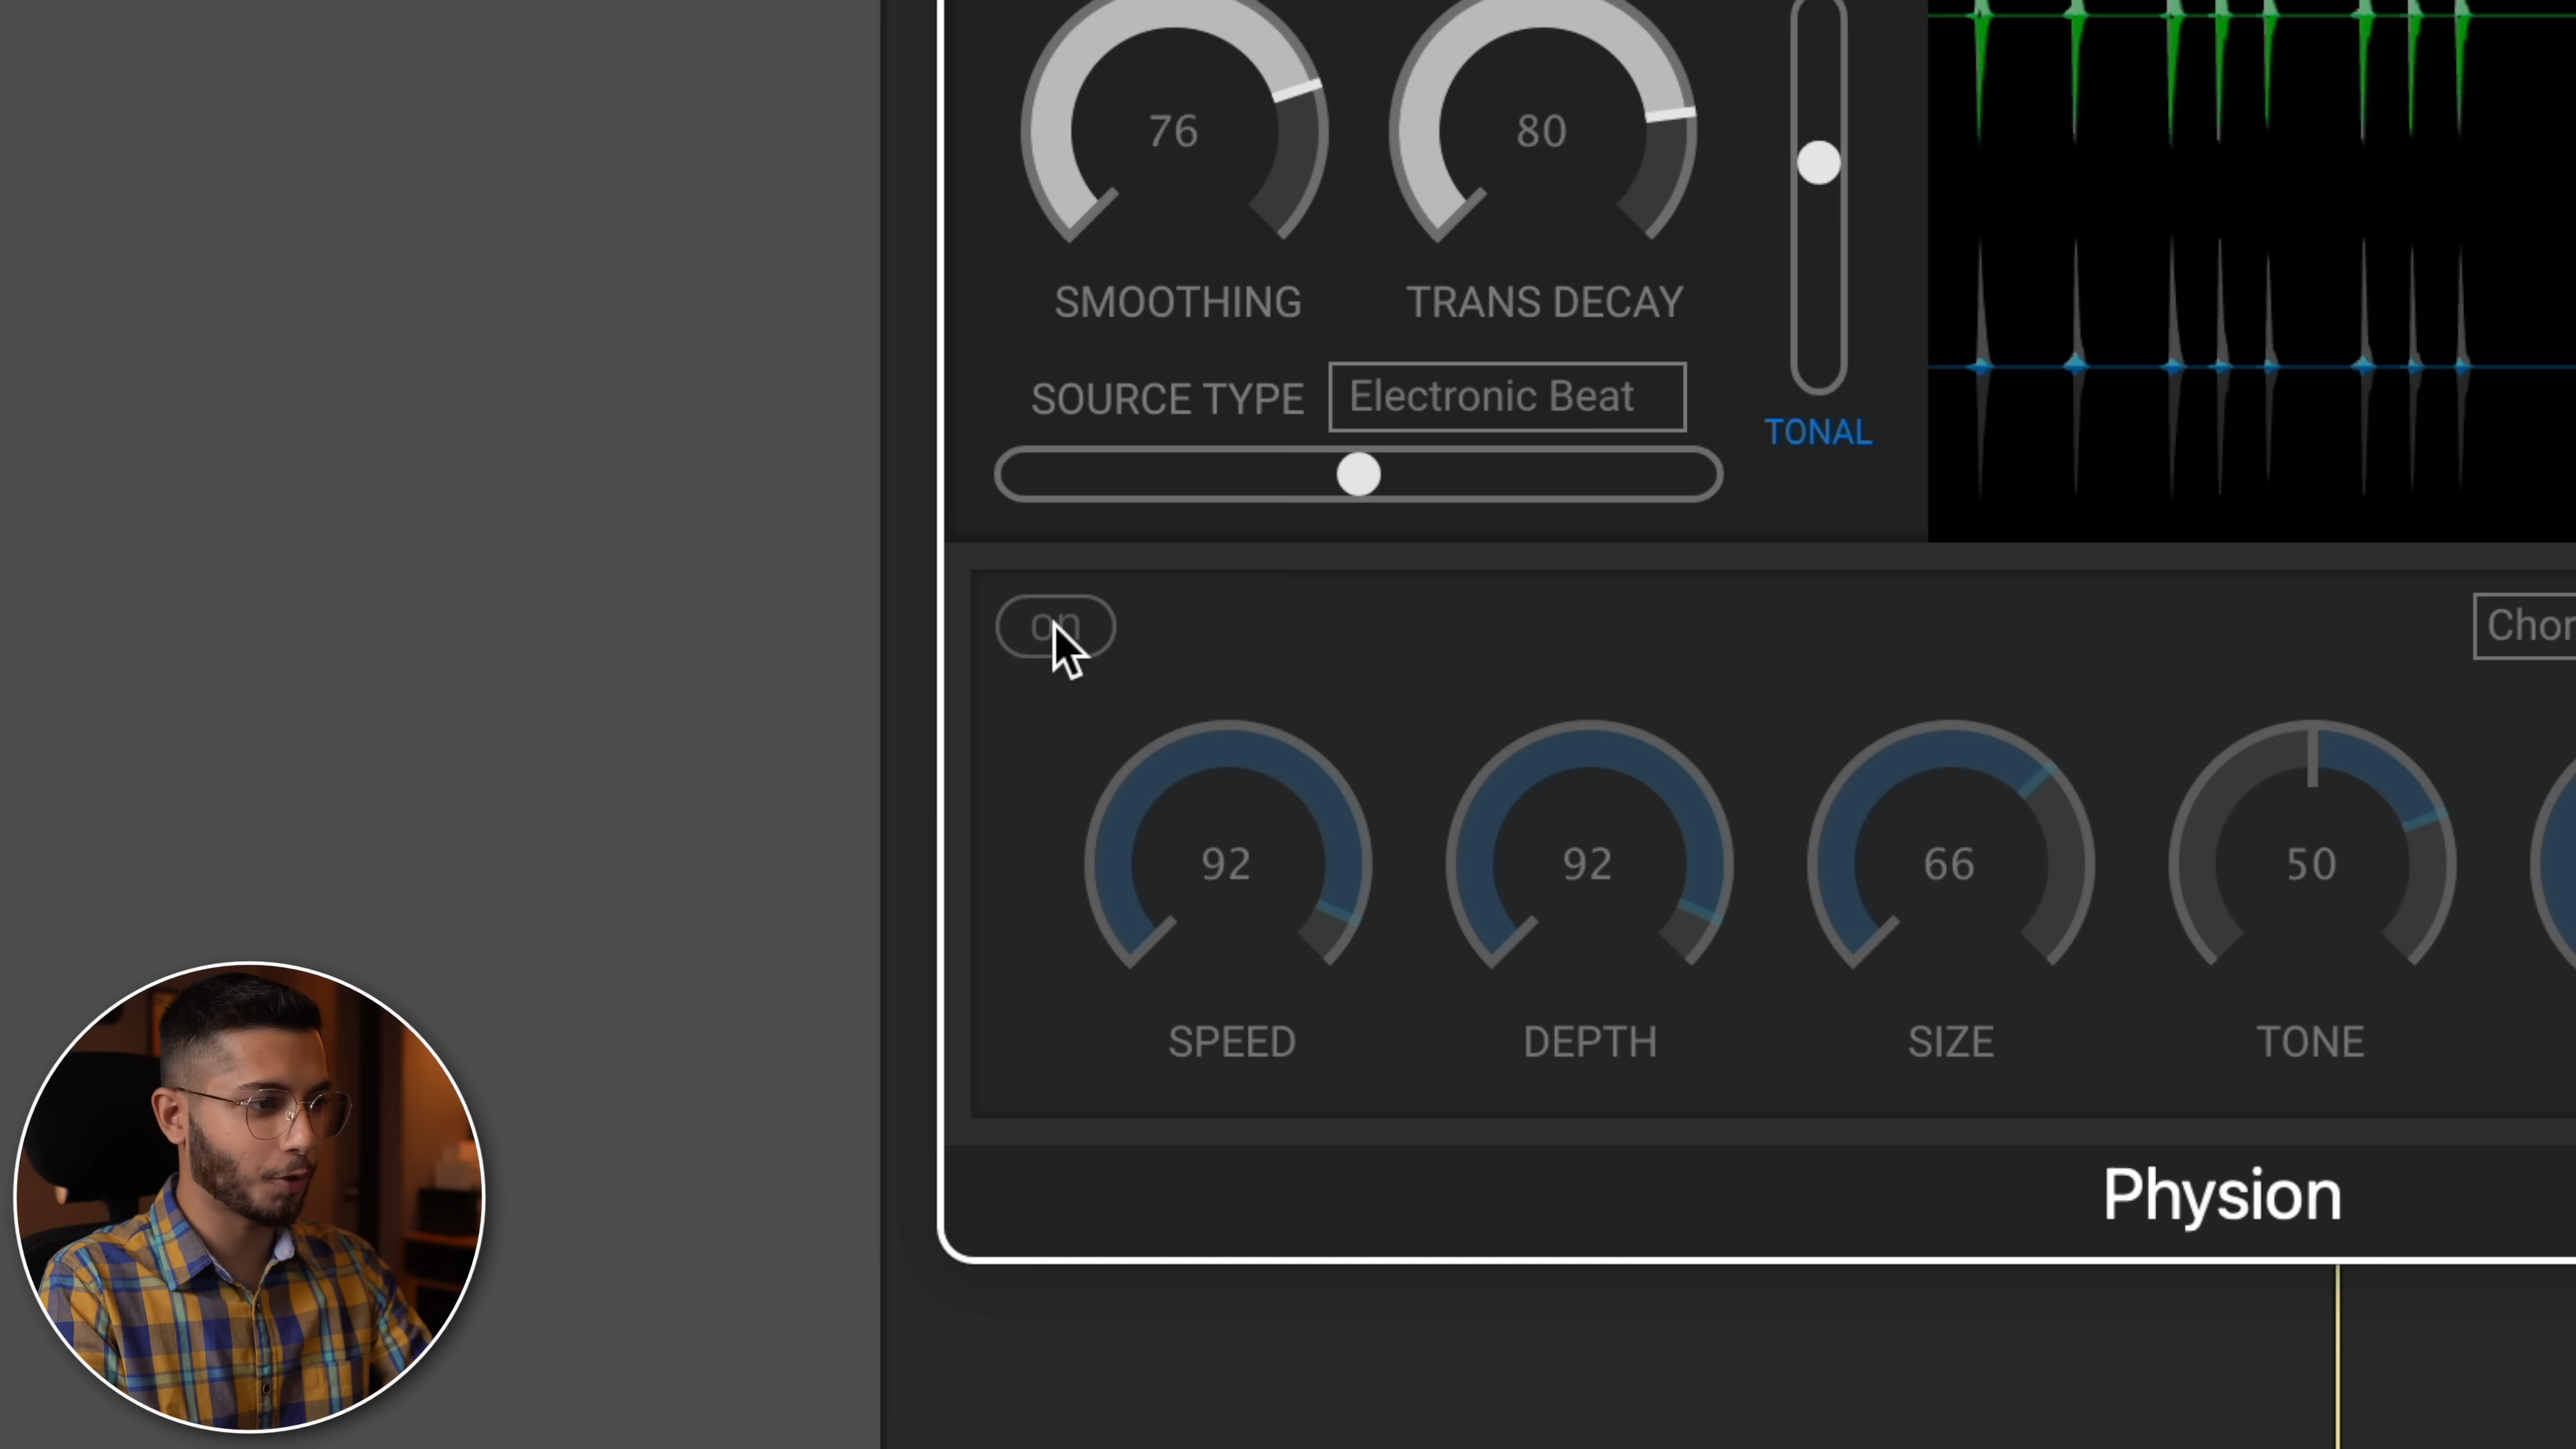 76 80
SMOOTHING TRANS DECAY
SOURCE TYPE Electronic Beat
TONAL
on
92 92 66 50
SPEED DEPTH SIZE TONE
Physion